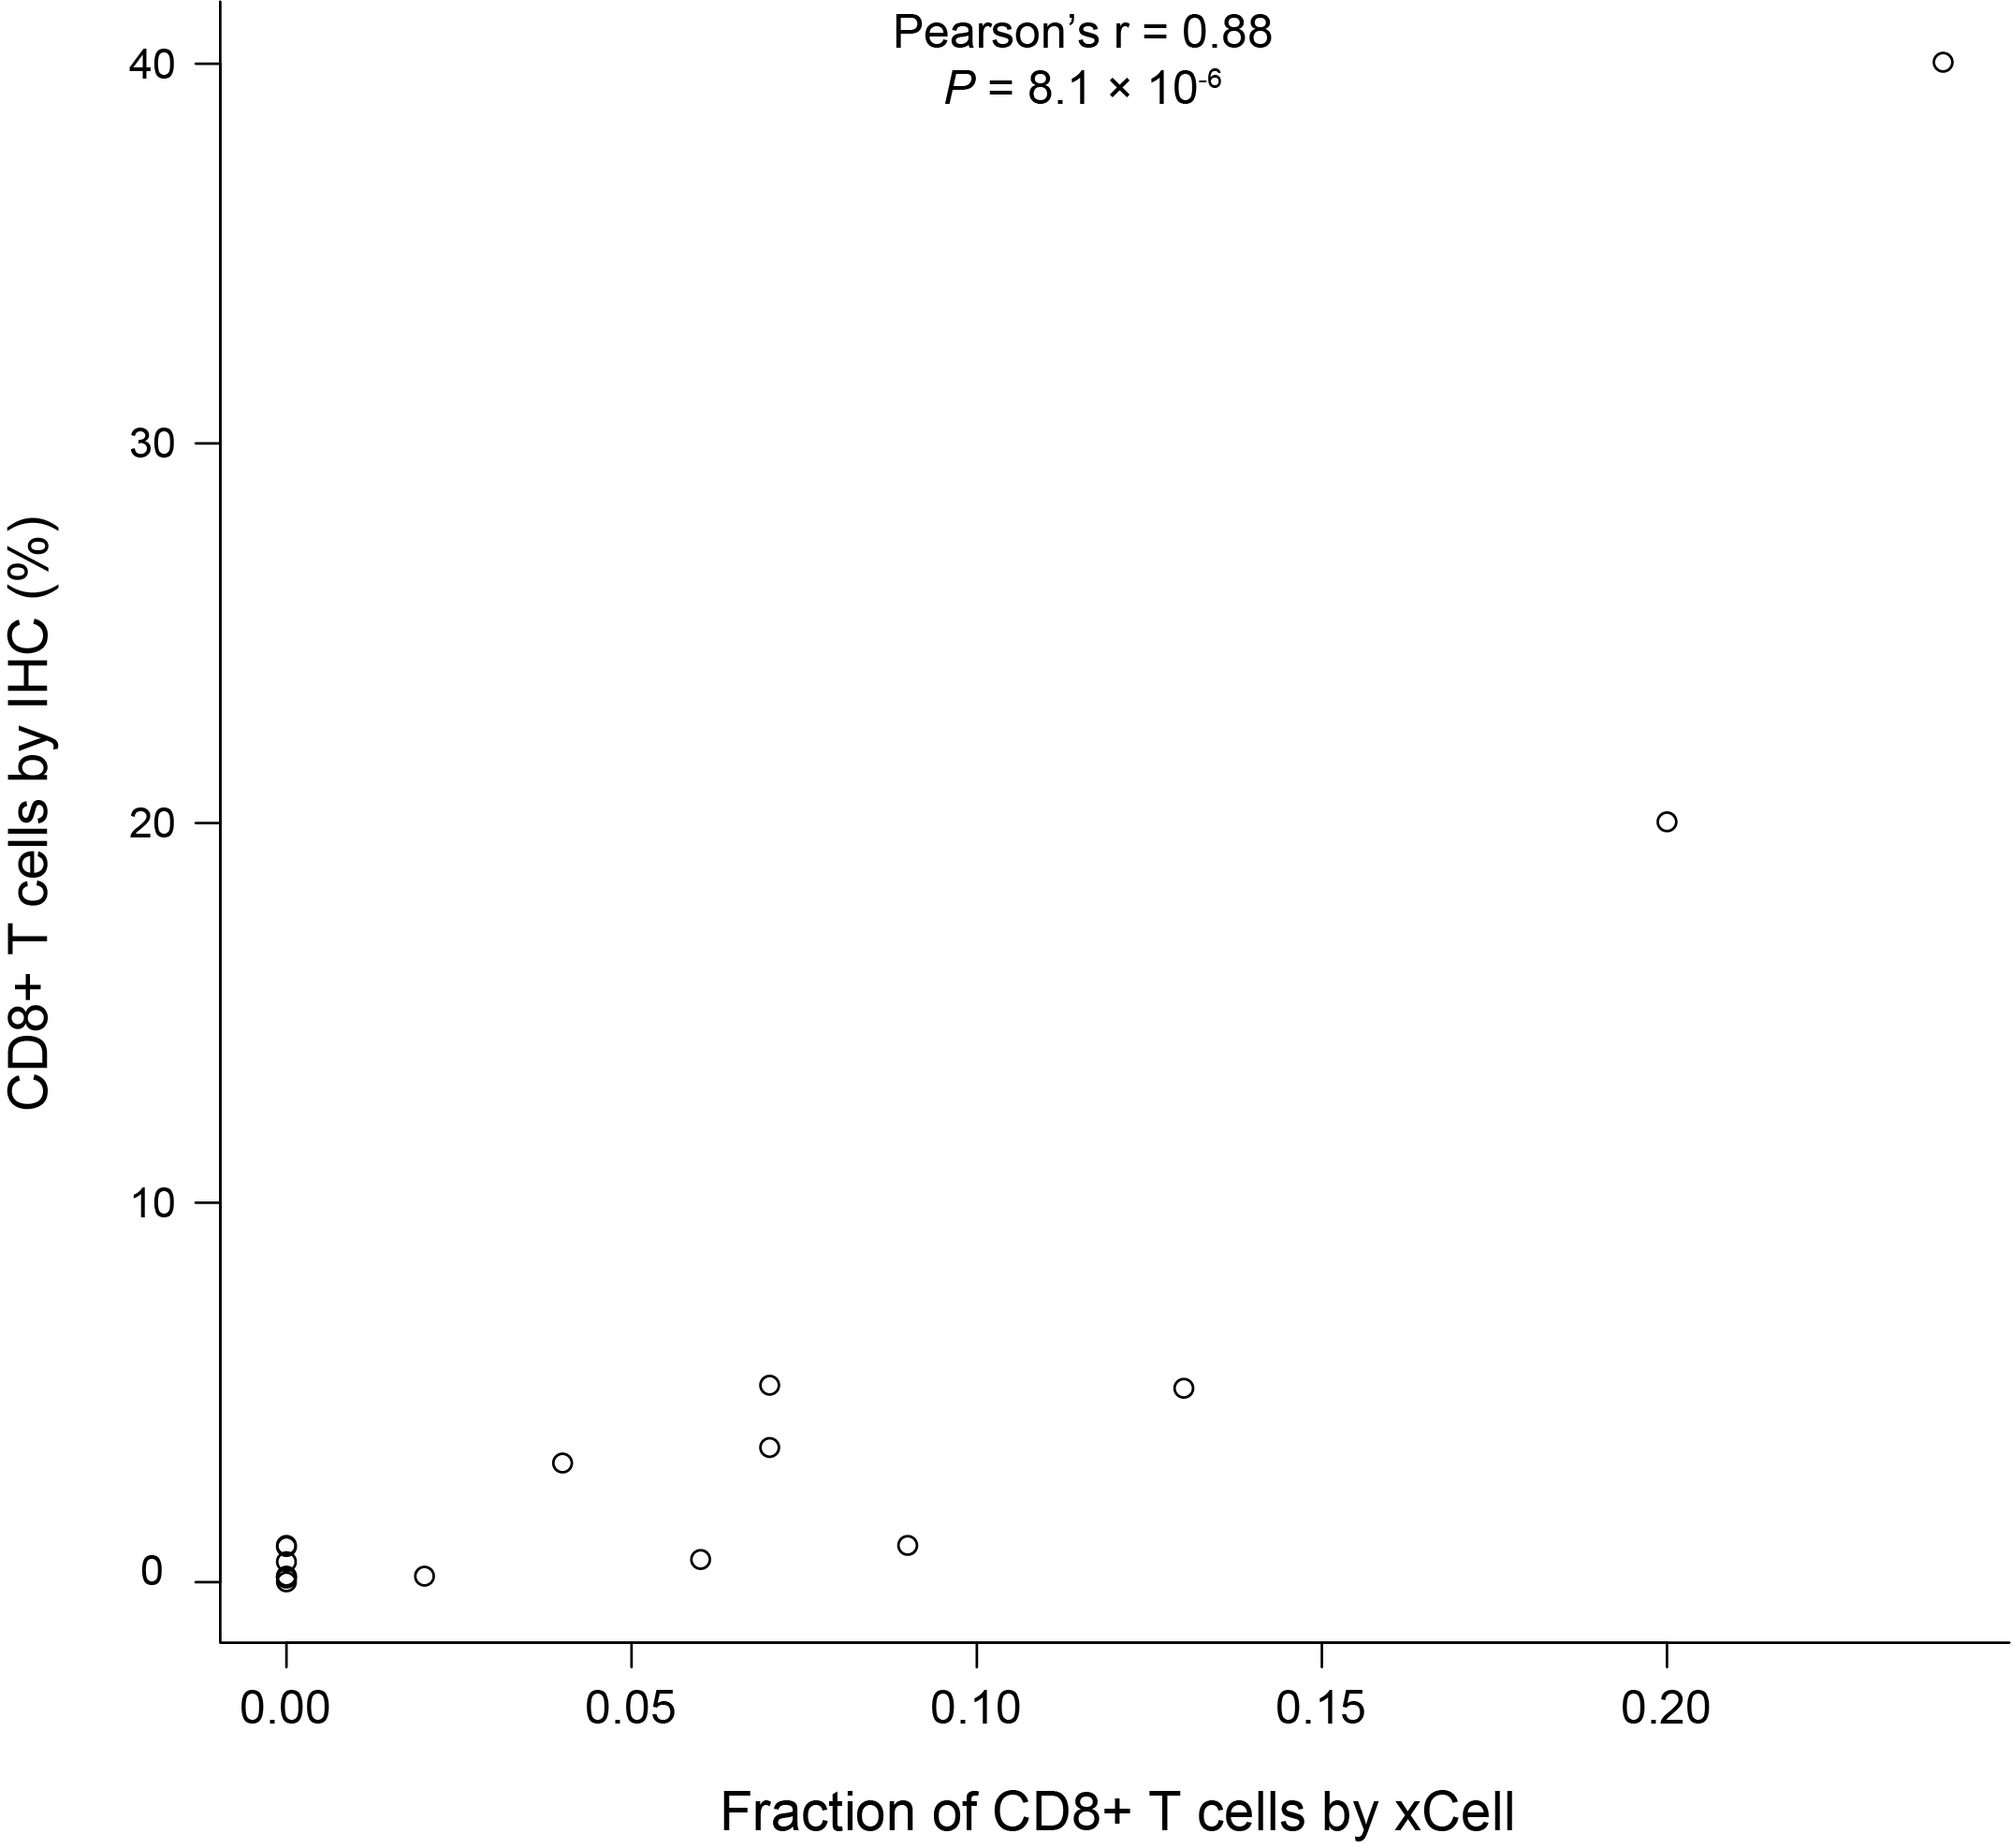 Pearson’s r = 0.88
P = 8.1 × 10-6
40
30
20
10
0
CD8+ T cells by IHC (%)
0.00 0.05 0.10 0.15 0.20
Fraction of CD8+ T cells by xCell